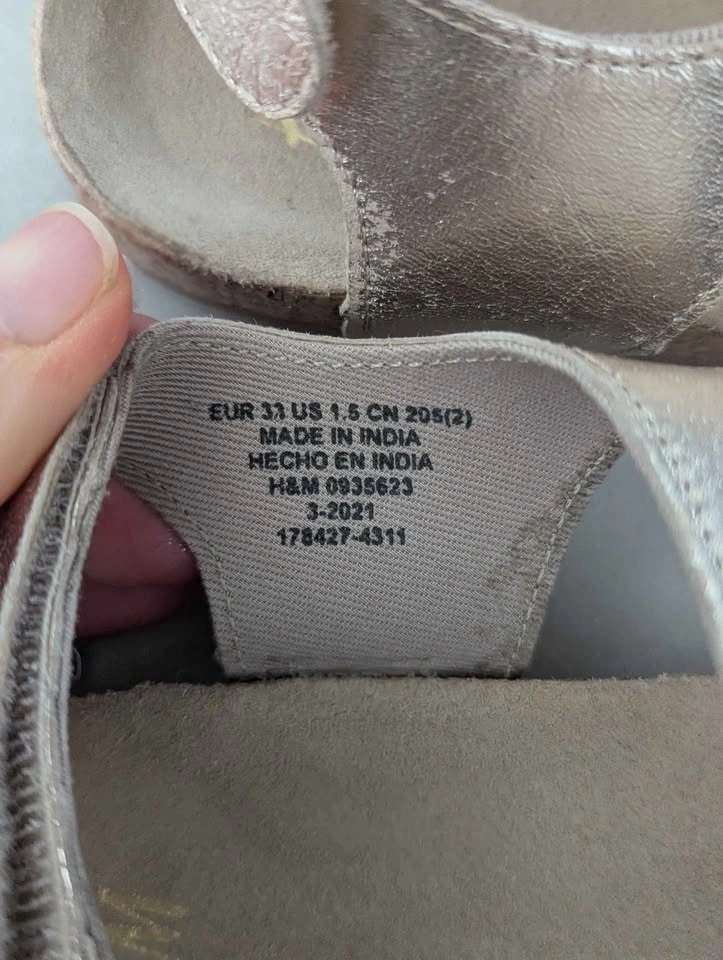 EUR 33 US 1.5 CN 205(2)
MADE IN INDIA
HECHO EN INDIA
H&M 0935623
3-2021
178427-4311